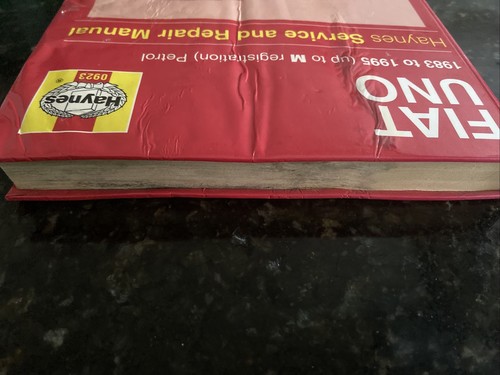 FIAT
UNO
1983 to 1995 (up to M registration) Petrol
Haynes Service and Repair Manual
Haynes
®
0923